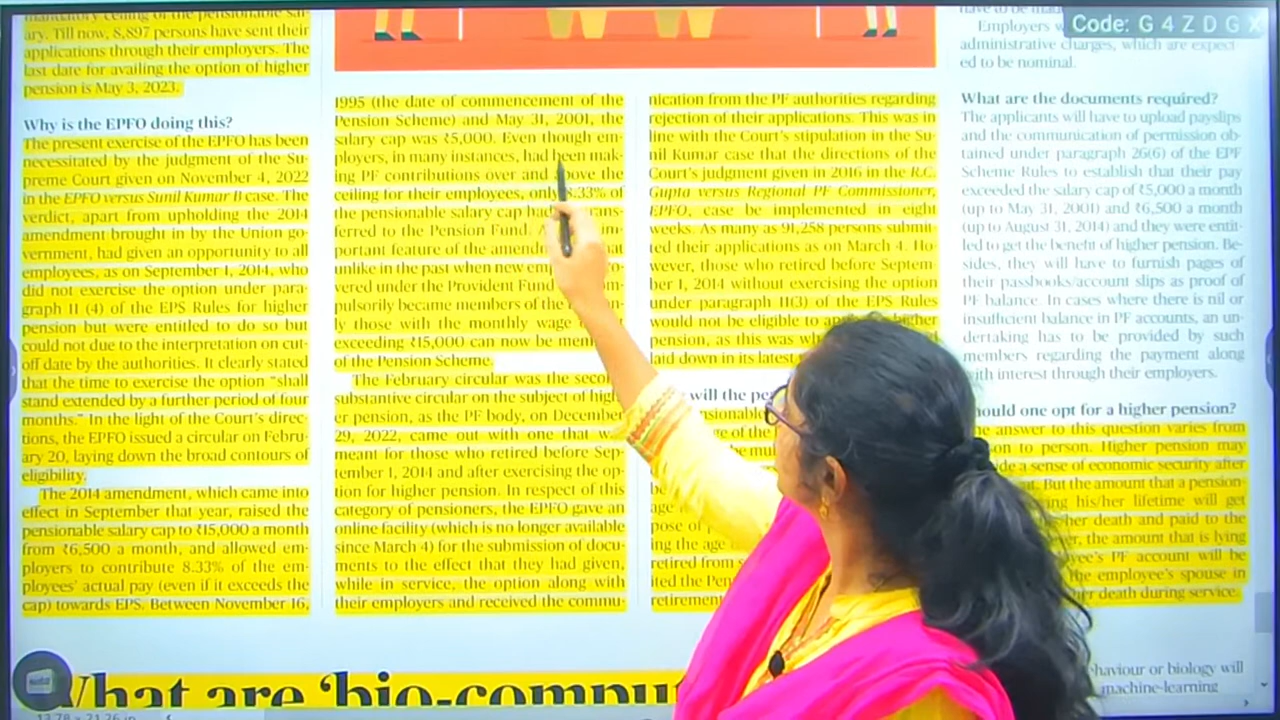 mandatory ceiling of the pensionable sal-
ary. Till now, 8,897 persons have sent their
applications through their employers. The
last date for availing the option of higher
pension is May 3, 2023.
Why is the EPFO doing this?
The present exercise of the EPFO has been
necessitated by the judgment of the Su-
preme Court given on November 4, 2022
in the EPFO versus Sunil Kumar B case. The
verdict, apart from upholding the 2014
amendment brought in by the Union go-
vernment, had given an opportunity to all
employees, as on September 1, 2014, who
did not exercise the option under para-
graph 11 (4) of the EPS Rules for higher
pension but were entitled to do so but
could not due to the interpretation on cut-
off date by the authorities. It clearly stated
that the time to exercise the option "shall
stand extended by a further period of four
months." In the light of the Court's direc-
tions, the EPFO issued a circular on Febru-
ary 20, laying down the broad contours of
eligibility.
The 2014 amendment, which came into
effect in September that year, raised the
pensionable salary cap to ₹15,000 a month
from ₹6,500 a month, and allowed em-
ployers to contribute 8.33% of the em-
ployees' actual pay (even if it exceeds the
cap) towards EPS. Between November 16,
1995 (the date of commencement of the
Pension Scheme) and May 31, 2001, the
salary cap was ₹5,000. Even though em-
ployers, in many instances, had been mak-
ing PF contributions over and above the
ceiling for their employees, only 8.33% of
the pensionable salary cap had
ferred to the Pension Fund.
portant feature of the
unlike in the past when new
vered under the Provident Fund
pulsorily became members of the
ly those with the monthly wage
exceeding ₹15,000 can now be
of the Pension Scheme.
The February circular was the
substantive circular on the subject of
er pension, as the PF body, on December
29, 2022, came out with one that
meant for those who retired before Sep-
tember 1, 2014 and after exercising the op-
tion for higher pension. In respect of this
category of pensioners, the EPFO gave an
online facility (which is no longer available
since March 4) for the submission of docu-
ments to the effect that they had given,
while in service, the option along with
their employers and received the commu-
nication from the PF authorities regarding
rejection of their applications. This was in
line with the Court's stipulation in the Su-
nil Kumar case that the directions of the
Court's judgment given in 2016 in the R.C.
Gupta versus Regional PF Commissioner,
EPFO, case be implemented in eight
weeks. As many as 91,258 persons submit-
ted their applications as on March 4. Ho-
wever, those who retired before Septem-
ber 1, 2014 without exercising the option
under paragraph 11(3) of the EPS Rules
would not be eligible to higher
pension, as this was
laid down in its latest
will the
of the
be
age
pose of
ing the age
retired from
ited the
retirement
Employers
administrative charges, which are expect-
ed to be nominal.
What are the documents required?
The applicants will have to upload payslips
and the communication of permission ob-
tained under paragraph 26(6) of the EPF
Scheme Rules to establish that their pay
exceeded the salary cap of ₹5,000 a month
(up to May 31, 2001) and ₹6,500 a month
(up to August 31, 2014) and they were entit-
led to get the benefit of higher pension. Be-
sides, they will have to furnish pages of
their passbooks/account slips as proof of
PF balance. In cases where there is nil or
insufficient balance in PF accounts, an un-
dertaking has to be provided by such
members regarding the payment along
with interest through their employers.
should one opt for a higher pension?
answer to this question varies from
to person. Higher pension may
a sense of economic security after
But the amount that a pension-
his/her lifetime will get
death and paid to the
the amount that is lying
PF account will be
the employee's spouse in
death during service.
What are 'bio-compu
behaviour or biology will
machine-learning
Code: G 4 Z D G X
13.78 × 21.26 in